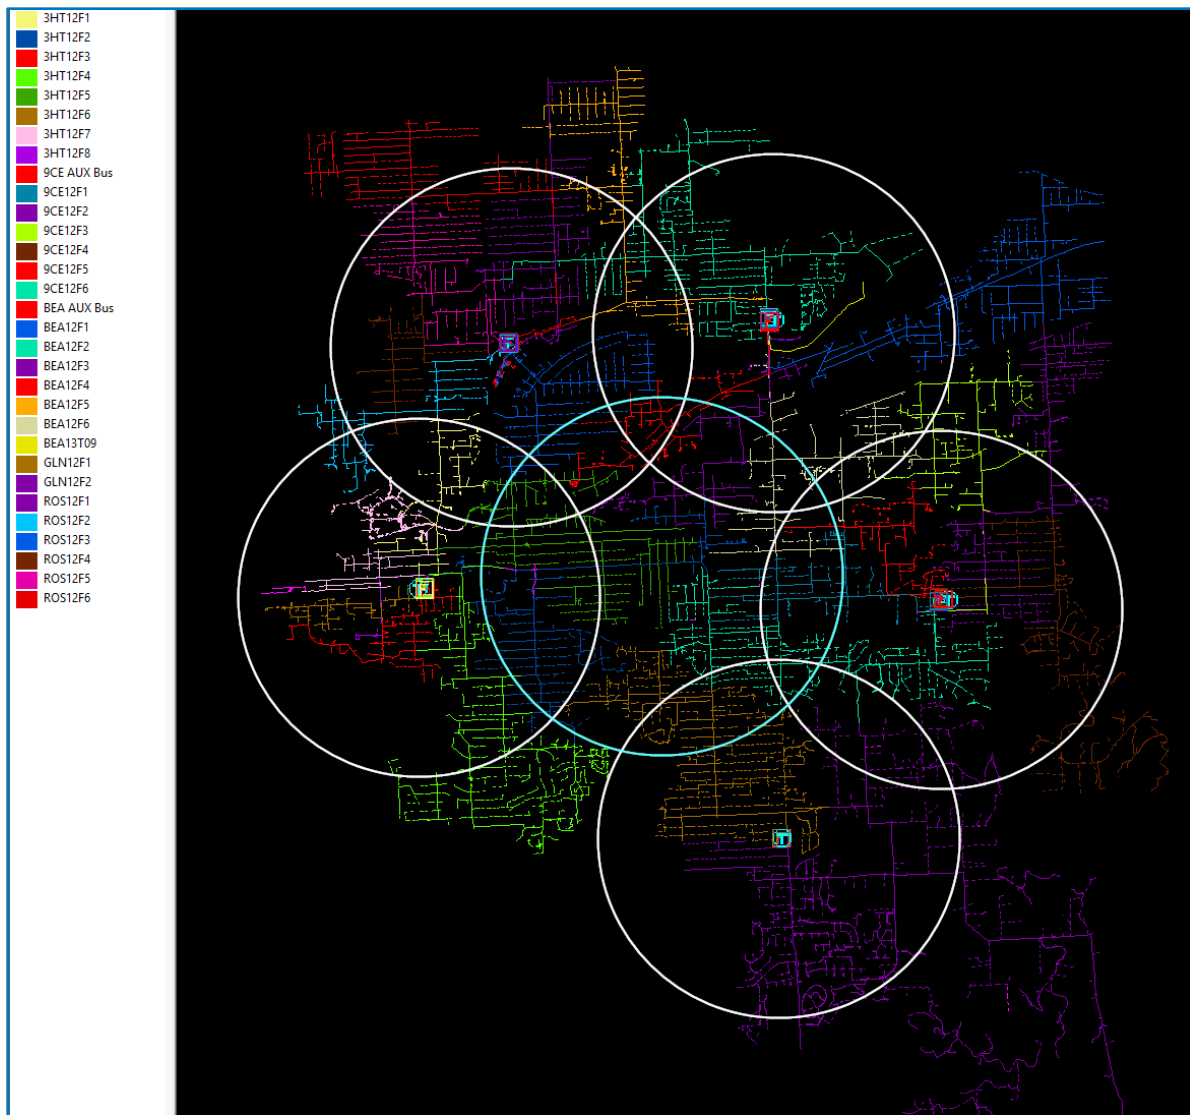 3HT12F1
3HT12F2
3HT12F3
3HT12F4
3HT12F5
3HT12F6
3HT12F7
3HT12F8
9CE AUX Bus
9CE12F1
9CE12F2
9CE12F3
9CE12F4
9CE12F5
9CE12F6
BEA AUX Bus
BEA12F1
BEA12F2
BEA12F3
BEA12F4
BEA12F5
BEA12F6
BEA13T09
GLN12F1
GLN12F2
ROS12F1
ROS12F2
ROS12F3
ROS12F4
ROS12F5
ROS12F6